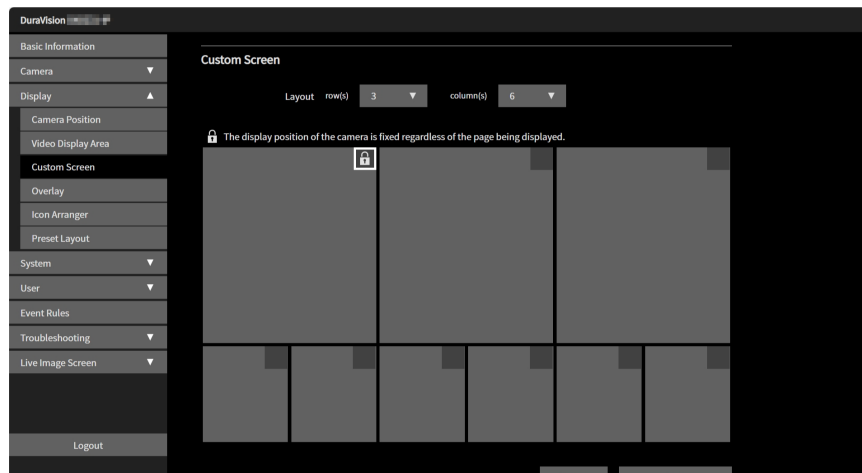 DuraVision
Basic Information
Camera ▼
Display ▲
Camera Position
Video Display Area
Custom Screen
Overlay
Icon Arranger
Preset Layout
System ▼
User ▼
Event Rules
Troubleshooting ▼
Live Image Screen ▼
Logout
Custom Screen
Layout row(s) 3 ▼ column(s) 6 ▼
The display position of the camera is fixed regardless of the page being displayed.